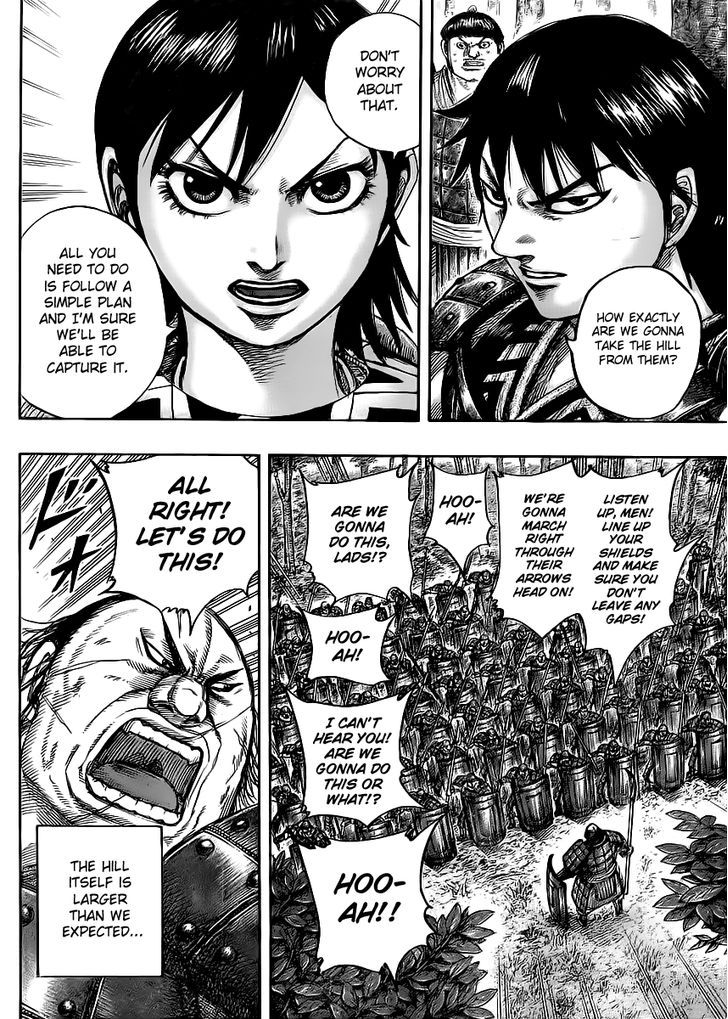 HOW EXACTLY
ARE WE GONNA
TAKE THE HILL
FROM THEM?
DON'T
WORRY
ABOUT
THAT.
ALL YOU
NEED TO DO
IS FOLLOW A
SIMPLE PLAN
AND I'M SURE
WE'LL BE
ABLE TO
CAPTURE IT.
LISTEN
UP, MEN!
LINE UP
YOUR
SHIELDS
AND MAKE
SURE YOU
DON'T
LEAVE ANY
GAPS!
WE'RE
GONNA
MARCH
RIGHT
THROUGH
THEIR
ARROWS
HEAD ON!
HOO-
AH!
ARE WE
GONNA
DO THIS,
LADS!?
HOO-
AH!
I CAN'T
HEAR YOU!
ARE WE
GONNA DO
THIS OR
WHAT!?
HOO-
AH!!
ALL
RIGHT!
LET'S DO
THIS!
ドォ
THE HILL
ITSELF IS
LARGER
THAN WE
EXPECTED...